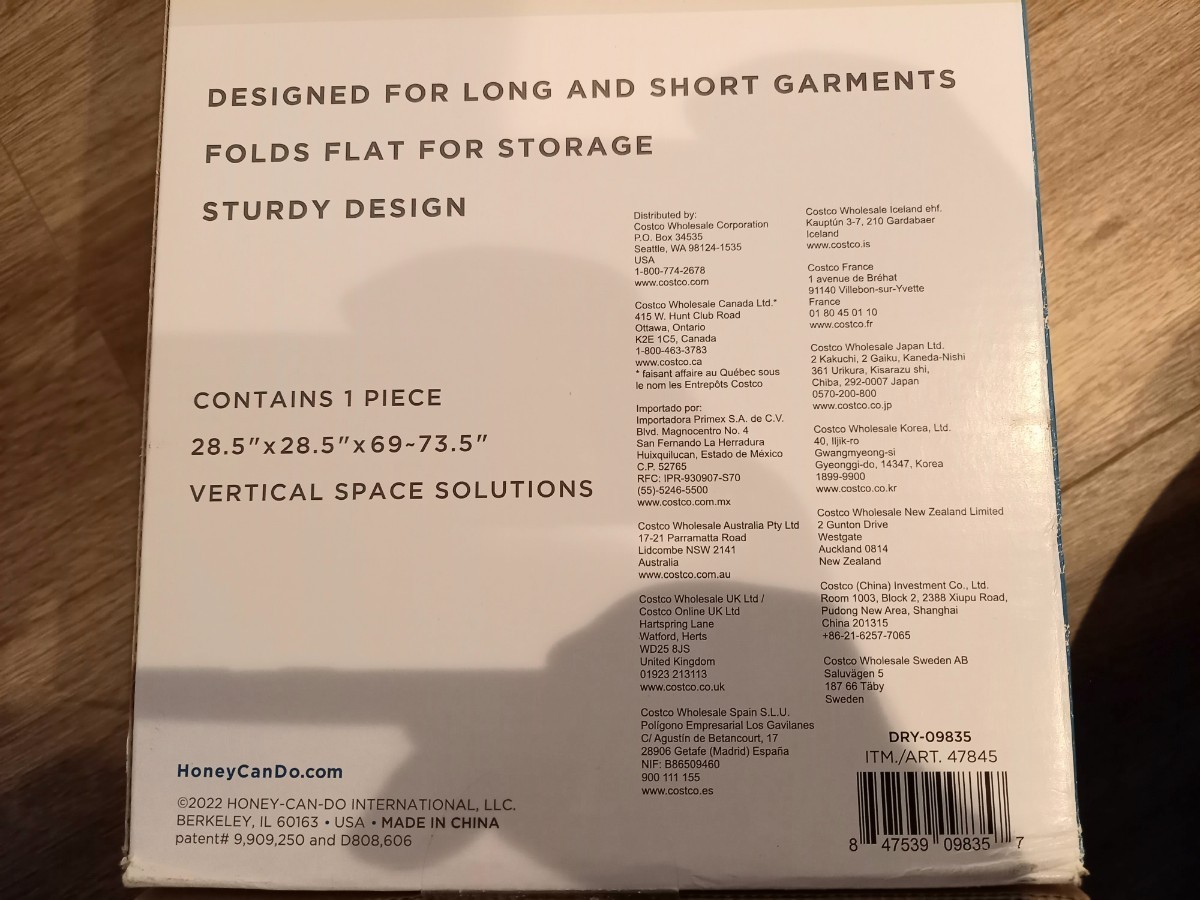 DESIGNED FOR LONG AND SHORT GARMENTS
FOLDS FLAT FOR STORAGE
STURDY DESIGN
CONTAINS 1 PIECE
28.5"x28.5"x69~73.5"
VERTICAL SPACE SOLUTIONS
Distributed by:
Costco Wholesale Corporation
P.O. Box 34535
Seattle, WA 98124-1535
USA
1-800-774-2678
www.costco.com
Costco Wholesale Canada Ltd.*
415 W. Hunt Club Road
Ottawa, Ontario
K2E 1C5, Canada
1-800-463-3783
www.costco.ca
* faisant affaire au Québec sous
le nom les Entrepôts Costco
Importado por:
Importadora Primex S.A. de C.V.
Blvd. Magnocentro No. 4
San Fernando La Herradura
Huixquilucan, Estado de México
C.P. 52765
RFC: IPR-930907-S70
(55)-5246-5500
www.costco.com.mx
Costco Wholesale Australia Pty Ltd
17-21 Parramatta Road
Lidcombe NSW 2141
Australia
www.costco.com.au
Costco Wholesale UK Ltd /
Costco Online UK Ltd
Hartspring Lane
Watford, Herts
WD25 8JS
United Kingdom
01923 213113
www.costco.co.uk
Costco Wholesale Spain S.L.U.
Polígono Empresarial Los Gavilanes
C/ Agustín de Betancourt, 17
28906 Getafe (Madrid) España
NIF: B86509460
900 111 155
www.costco.es
Costco Wholesale Iceland ehf.
Kauptún 3-7, 210 Gardabaer
Iceland
www.costco.is
Costco France
1 avenue de Bréhat
91140 Villebon-sur-Yvette
France
01 80 45 01 10
www.costco.fr
Costco Wholesale Japan Ltd.
2 Kakuchi, 2 Gaiku, Kaneda-Nishi
361 Urikura, Kisarazu shi,
Chiba, 292-0007 Japan
0570-200-800
www.costco.co.jp
Costco Wholesale Korea, Ltd.
40, Iljik-ro
Gwangmyeong-si
Gyeonggi-do, 14347, Korea
1899-9900
www.costco.co.kr
Costco Wholesale New Zealand Limited
2 Gunton Drive
Westgate
Auckland 0814
New Zealand
Costco (China) Investment Co., Ltd.
Room 1003, Block 2, 2388 Xiupu Road,
Pudong New Area, Shanghai
China 201315
+86-21-6257-7065
Costco Wholesale Sweden AB
Saluvägen 5
187 66 Täby
Sweden
HoneyCanDo.com
©2022 HONEY-CAN-DO INTERNATIONAL, LLC.
BERKELEY, IL 60163 • USA • MADE IN CHINA
patent# 9,909,250 and D808,606
DRY-09835
ITM./ART. 47845
8 47539 09835 7